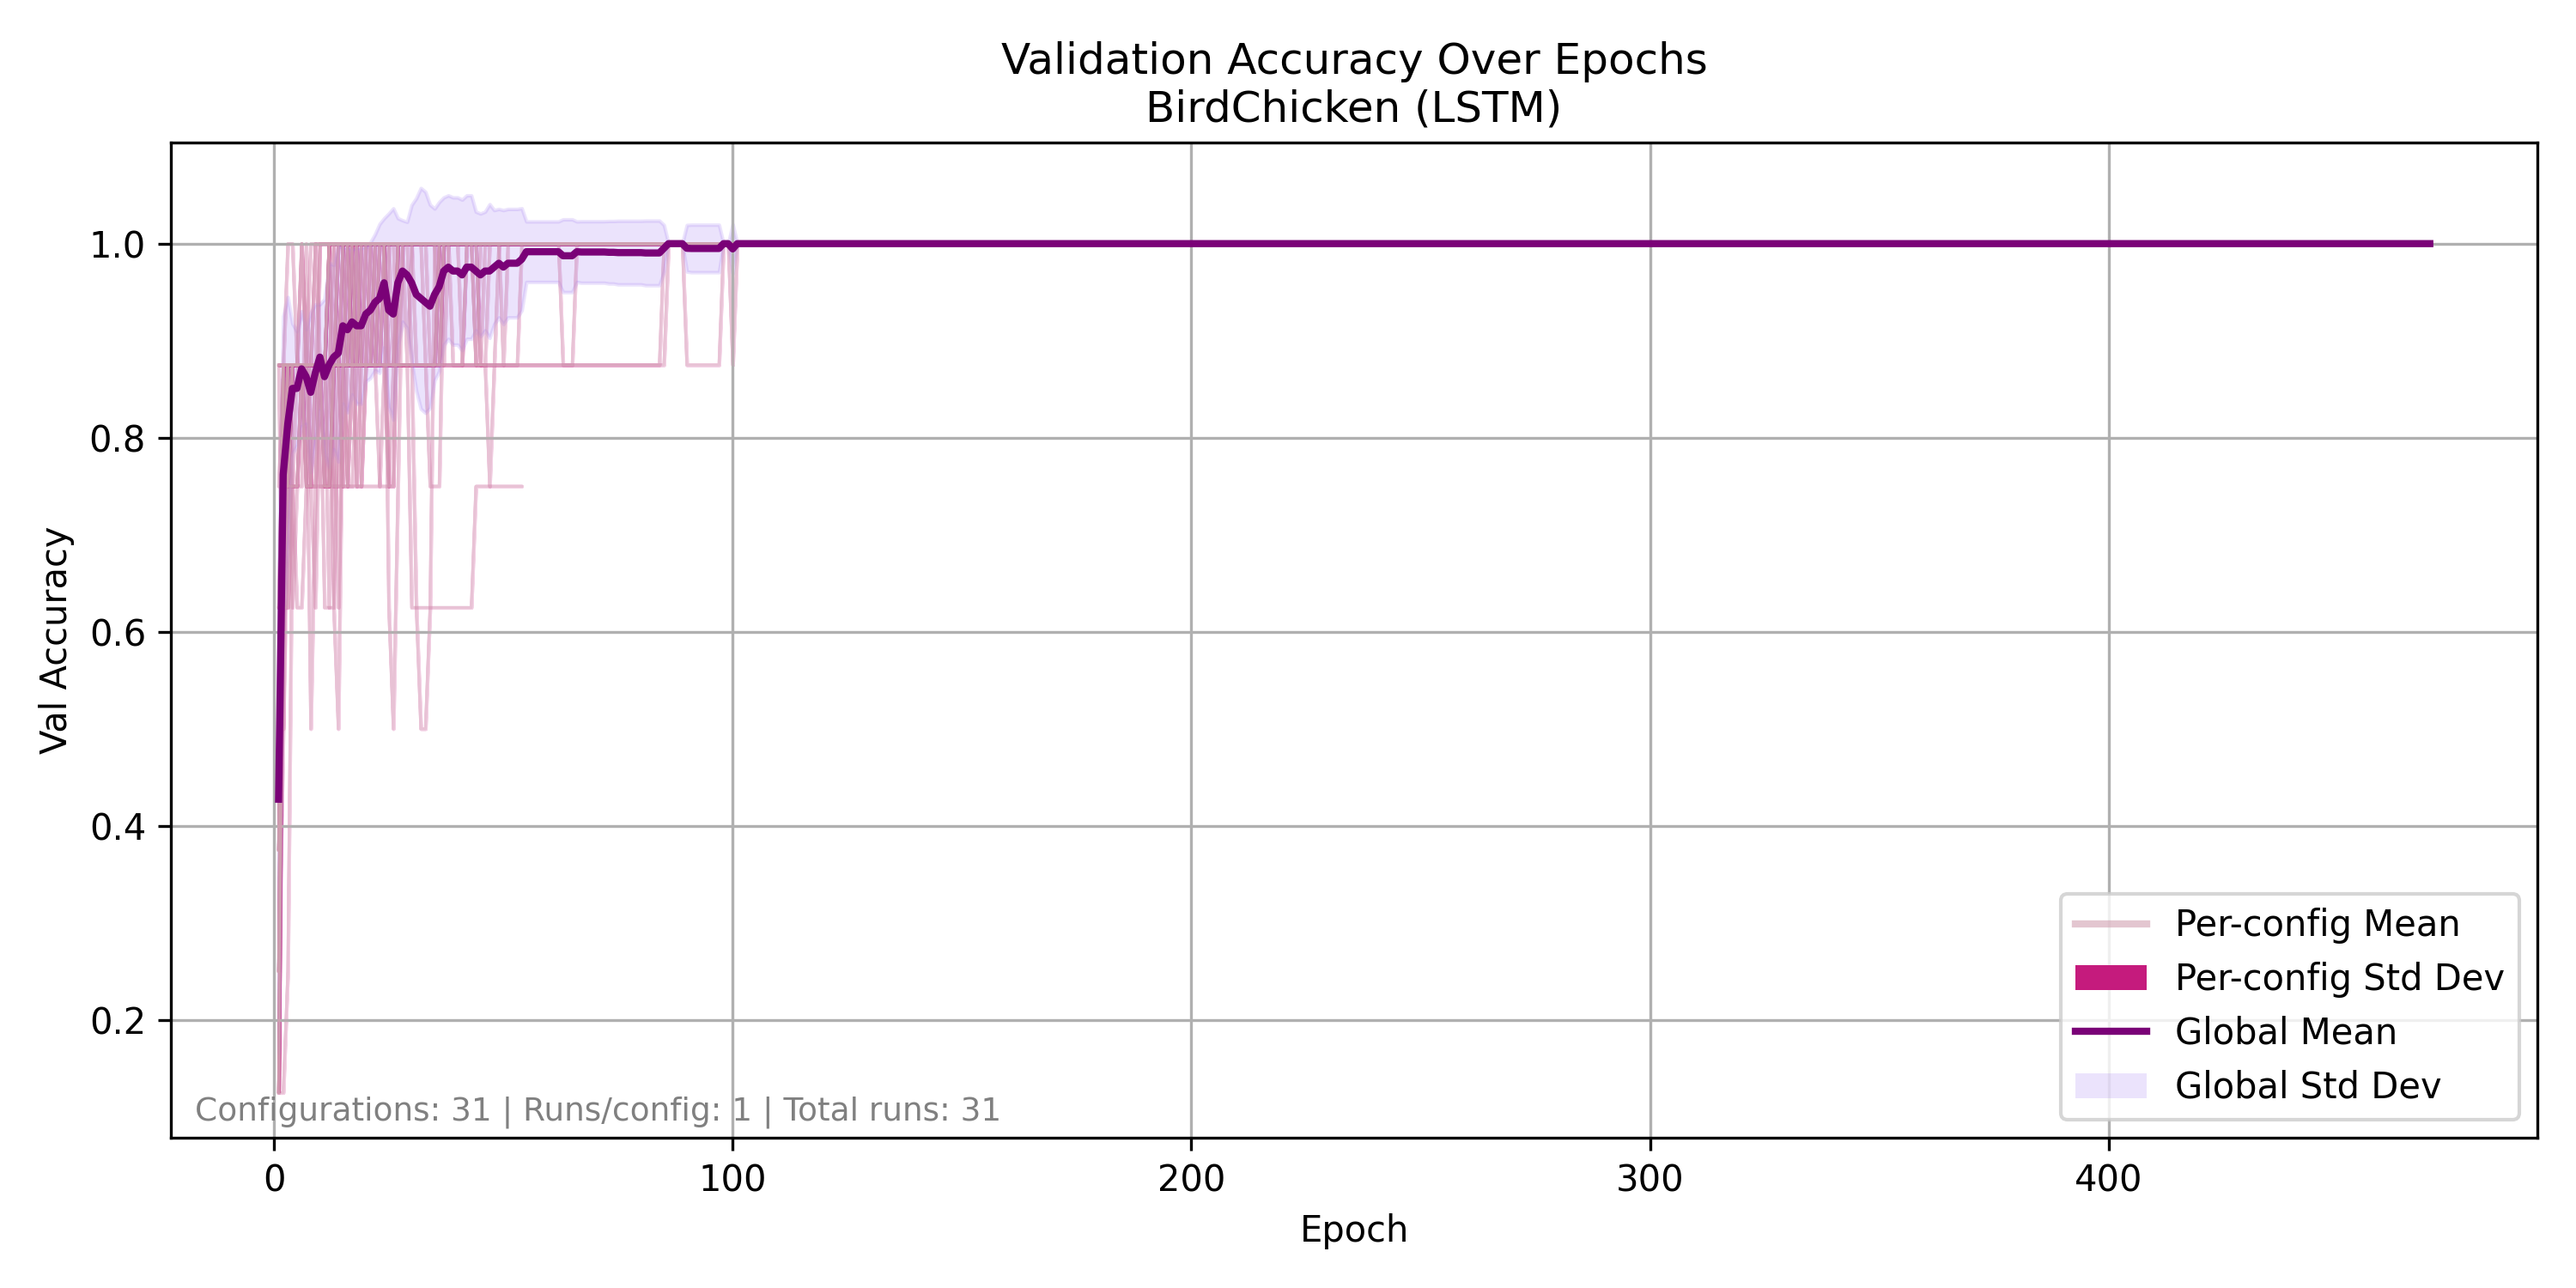 Validation Accuracy Over Epochs
BirdChicken (LSTM)
Val Accuracy
1.0
0.8
0.6
0.4
0.2
Configurations: 31 | Runs/config: 1 | Total runs: 31
Per-config Mean
Per-config Std Dev
Global Mean
Global Std Dev
0 100 200 300 400
Epoch